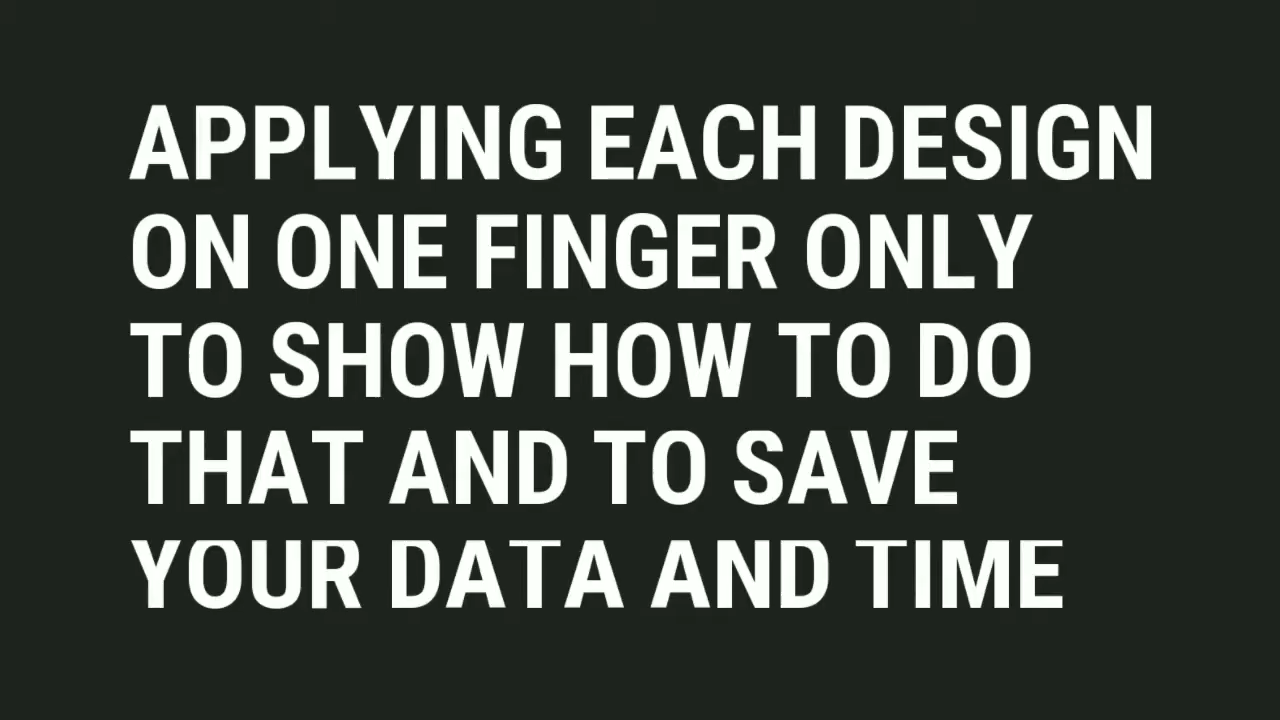 APPLYING EACH DESIGN
ON ONE FINGER ONLY
TO SHOW HOW TO DO
THAT AND TO SAVE
YOUR DATA AND TIME